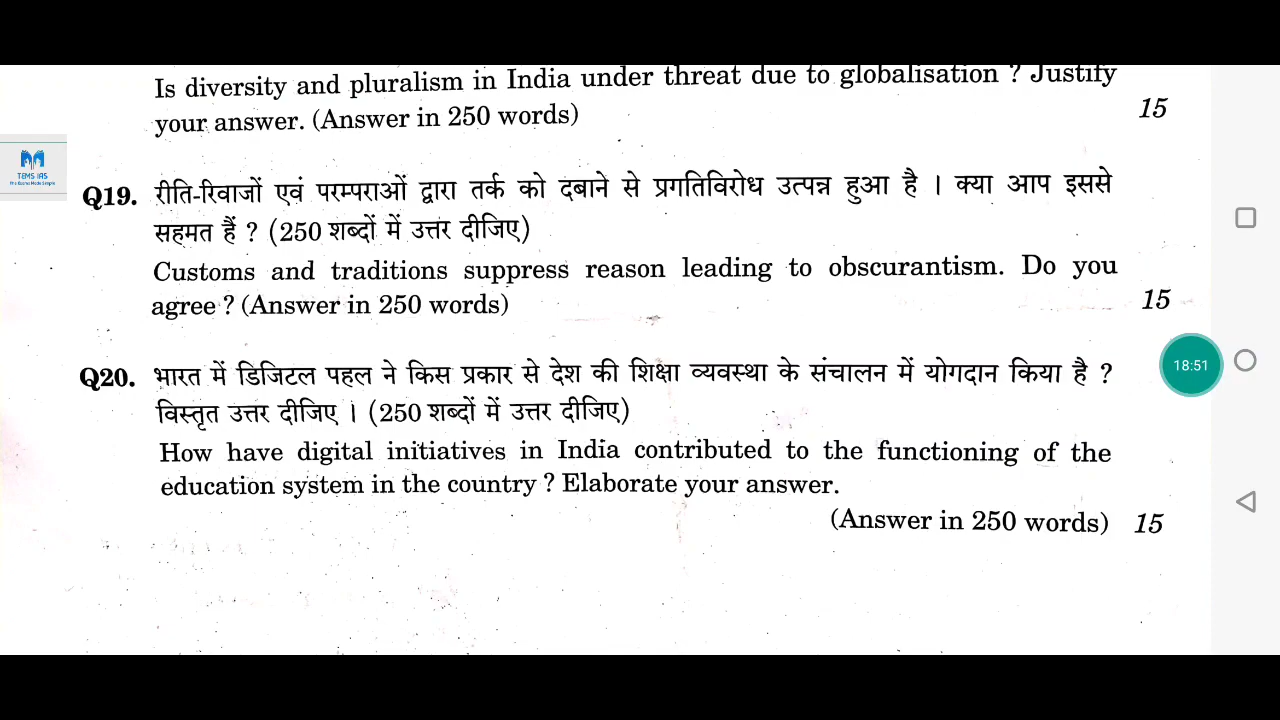 Is diversity and pluralism in India under threat due to globalisation ? Justify
your answer. (Answer in 250 words) 15
TEMS IAS
Q19. रीति-रिवाजों एवं परम्पराओं द्वारा तर्क को दबाने से प्रगतिविरोध उत्पन्न हुआ है । क्या आप इससे
सहमत हैं ? (250 शब्दों में उत्तर दीजिए)
Customs and traditions suppress reason leading to obscurantism. Do you
agree ? (Answer in 250 words) 15
Q20. भारत में डिजिटल पहल ने किस प्रकार से देश की शिक्षा व्यवस्था के संचालन में योगदान किया है ?
18:51
विस्तृत उत्तर दीजिए । (250 शब्दों में उत्तर दीजिए)
How have digital initiatives in India contributed to the functioning of the
education system in the country ? Elaborate your answer.
(Answer in 250 words) 15